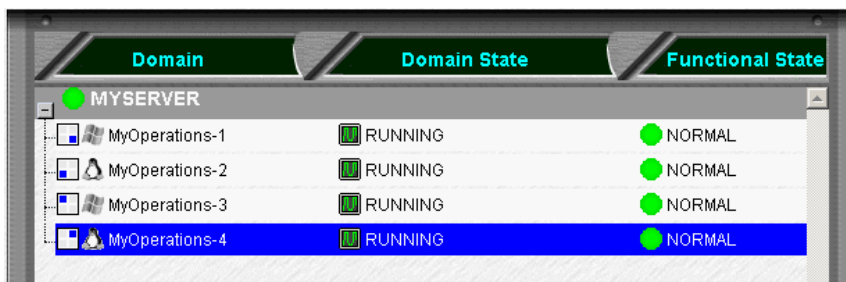 Domain Domain State Functional State
MYSERVER
MyOperations-1 RUNNING NORMAL
MyOperations-2 RUNNING NORMAL
MyOperations-3 RUNNING NORMAL
MyOperations-4 RUNNING NORMAL